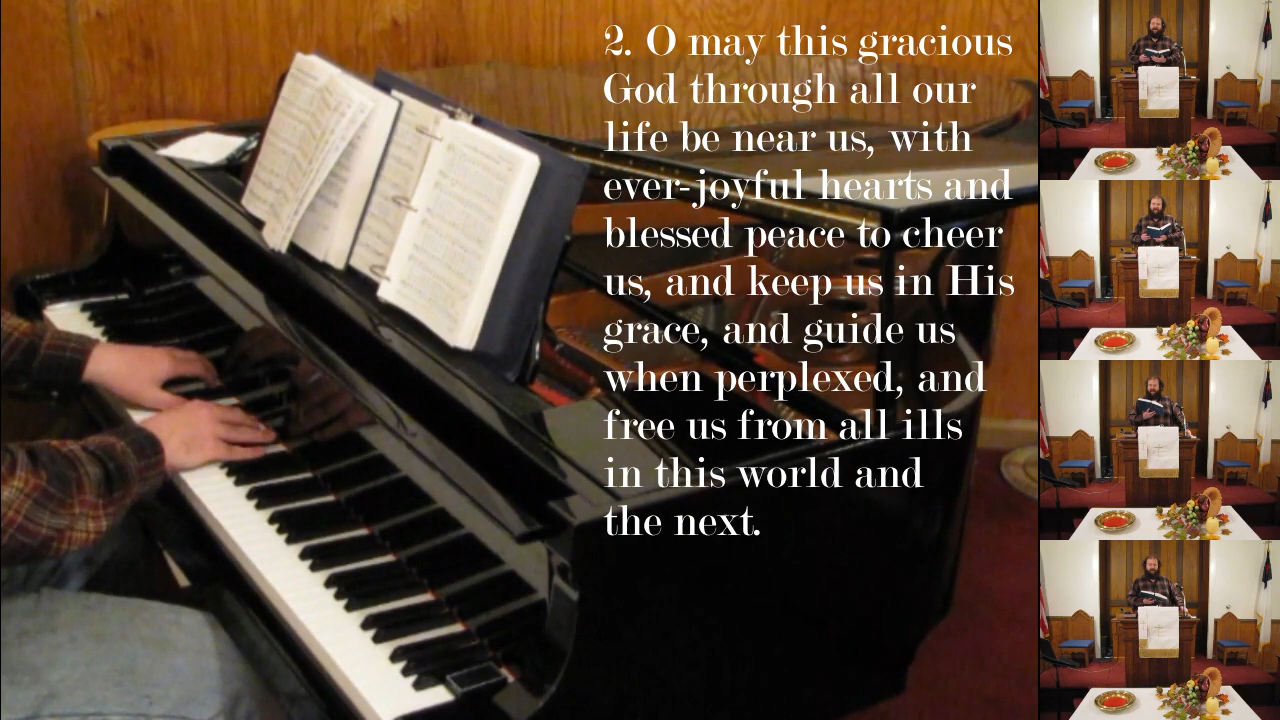 2. O may this gracious
God through all our
life be near us, with
ever-joyful hearts and
blessed peace to cheer
us, and keep us in His
grace, and guide us
when perplexed, and
free us from all ills
in this world and
the next.